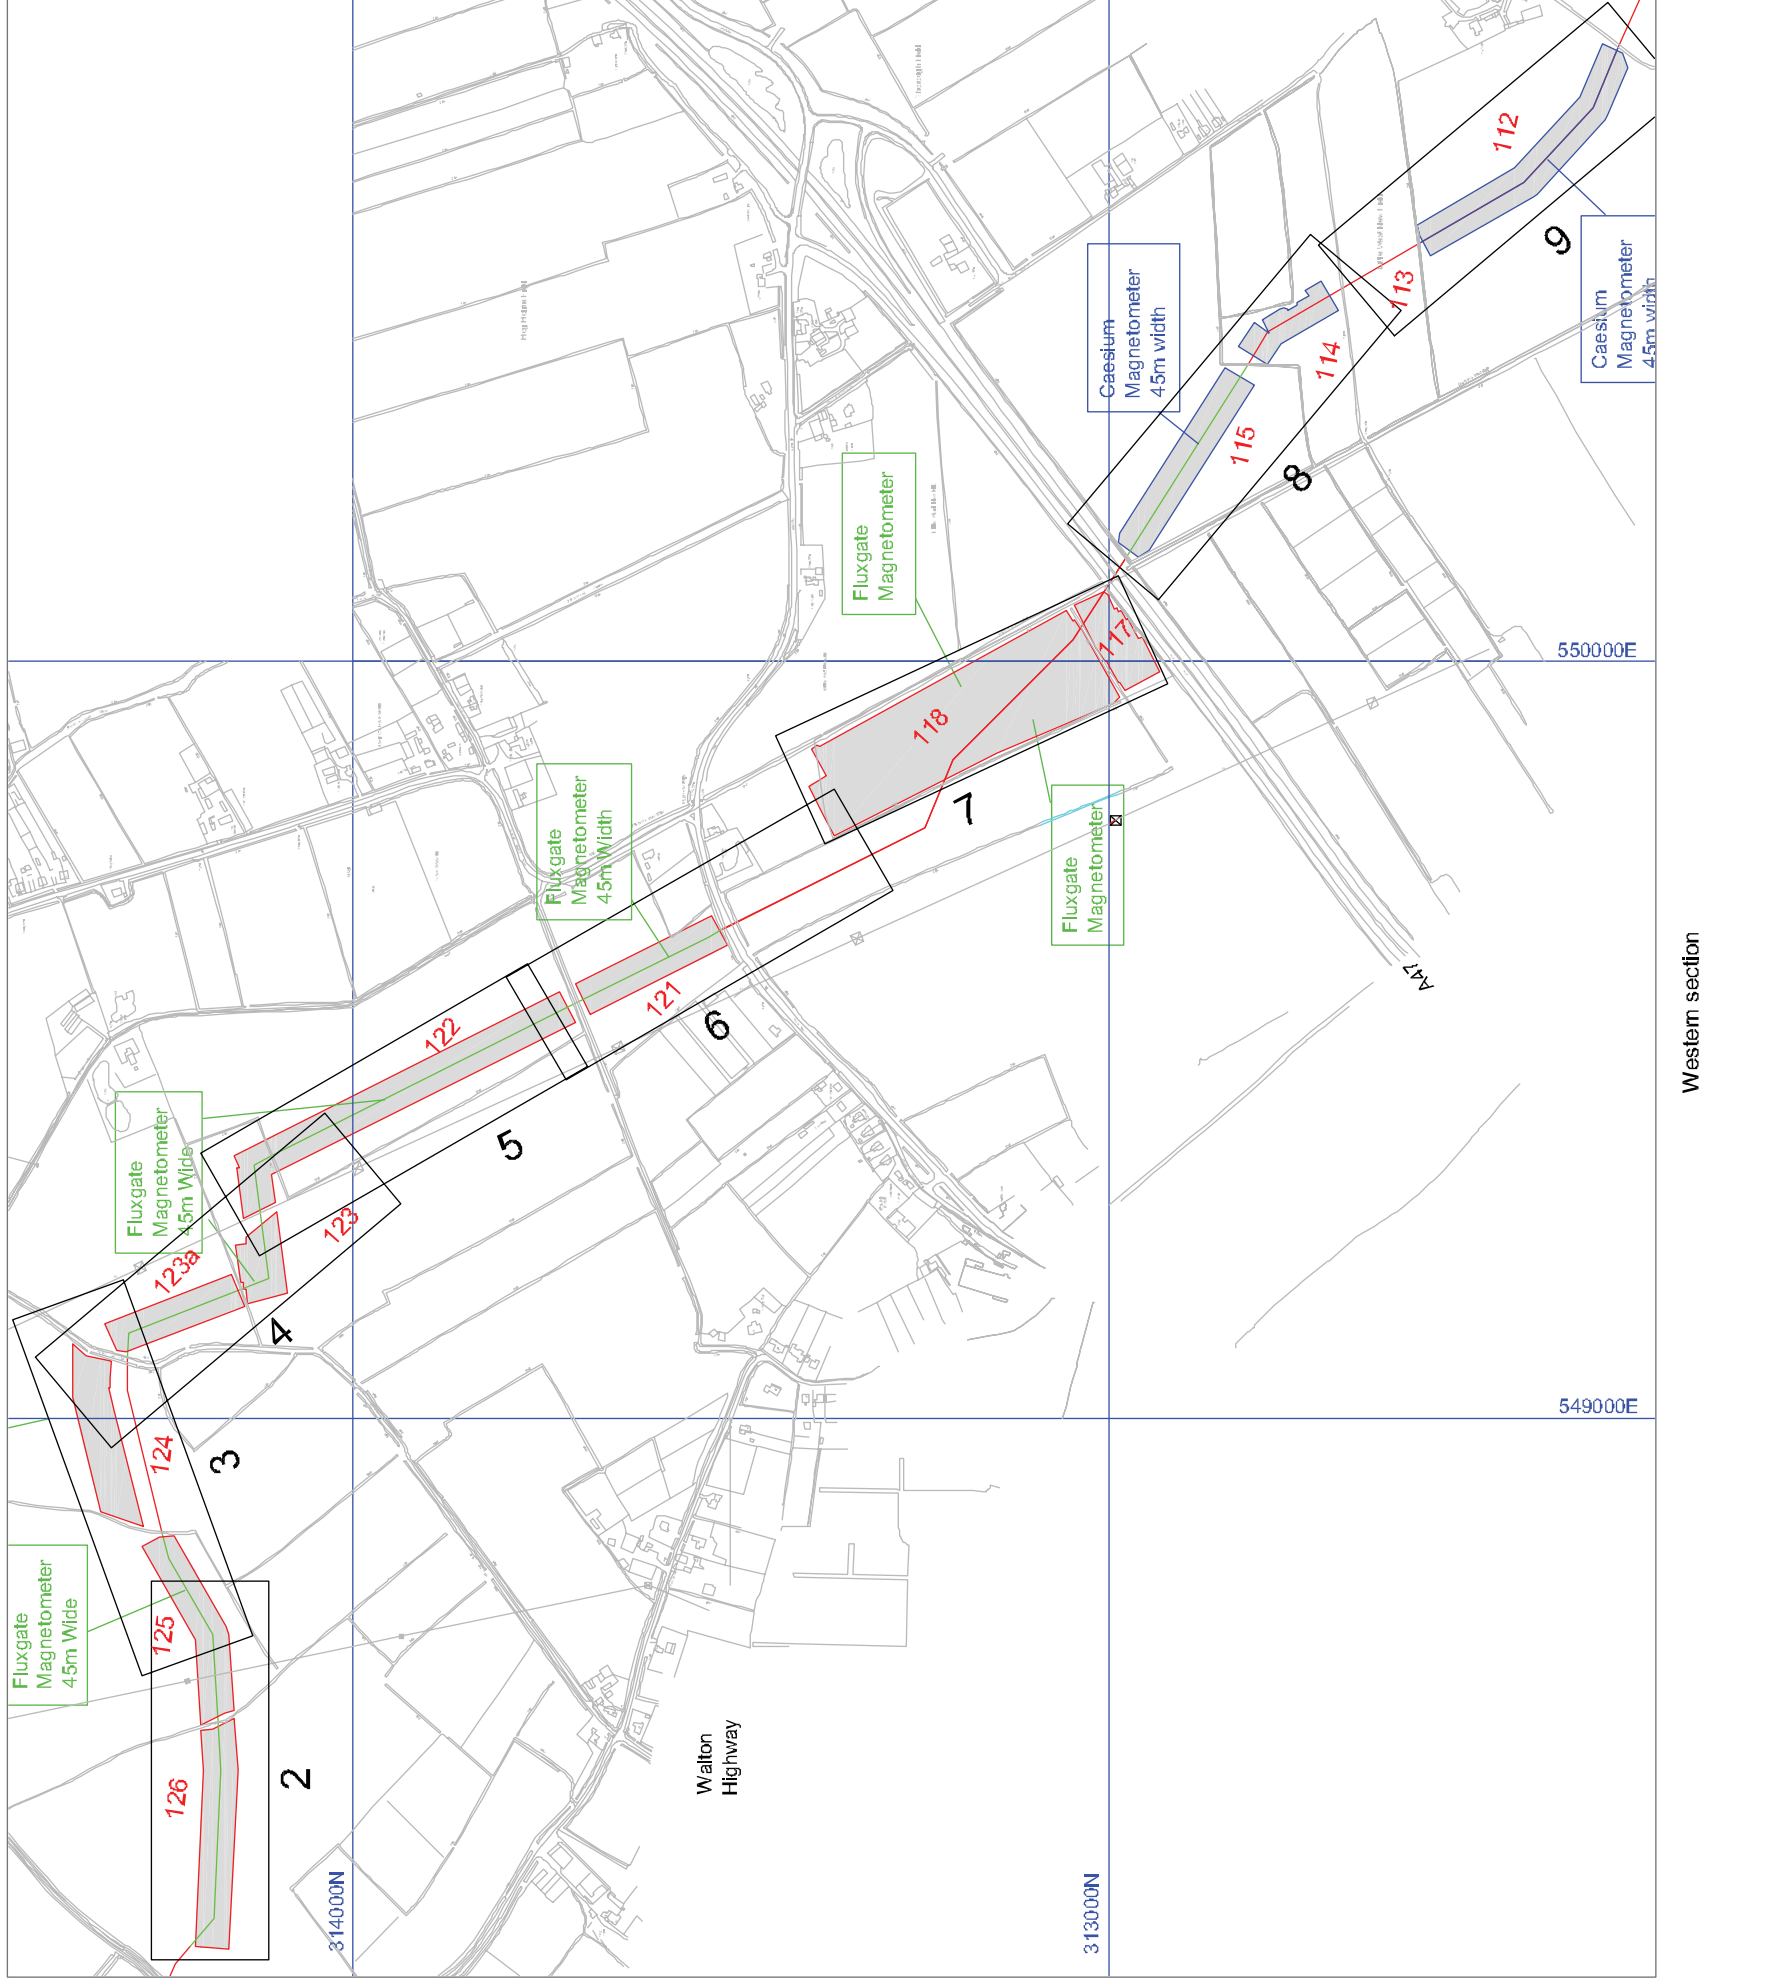 Fluxgate
Magnetometer
45m Wide
126
125
2
124
3
Fluxgate
Magnetometer
45m Wide
123a
123
4
122
5
Fluxgate
Magnetometer
45m Width
121
6
Fluxgate
Magnetometer
118
117
7
Fluxgate
Magnetometer
Caesium
Magnetometer
45m width
115
114
113
8
112
9
Caesium
Magnetometer
45m width
A47
Walton
Highway
314000N
313000N
550000E
549000E
Western section